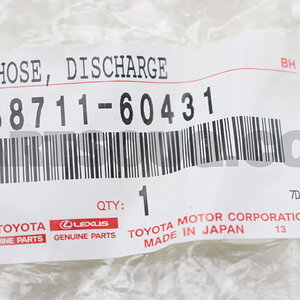 BH
HOSE, DISCHARGE
88711-60431
QTY:
1
7D
TOYOTA LEXUS TOYOTA MOTOR CORPORATION
GENUINE PARTS GENUINE PARTS MADE IN JAPAN 13